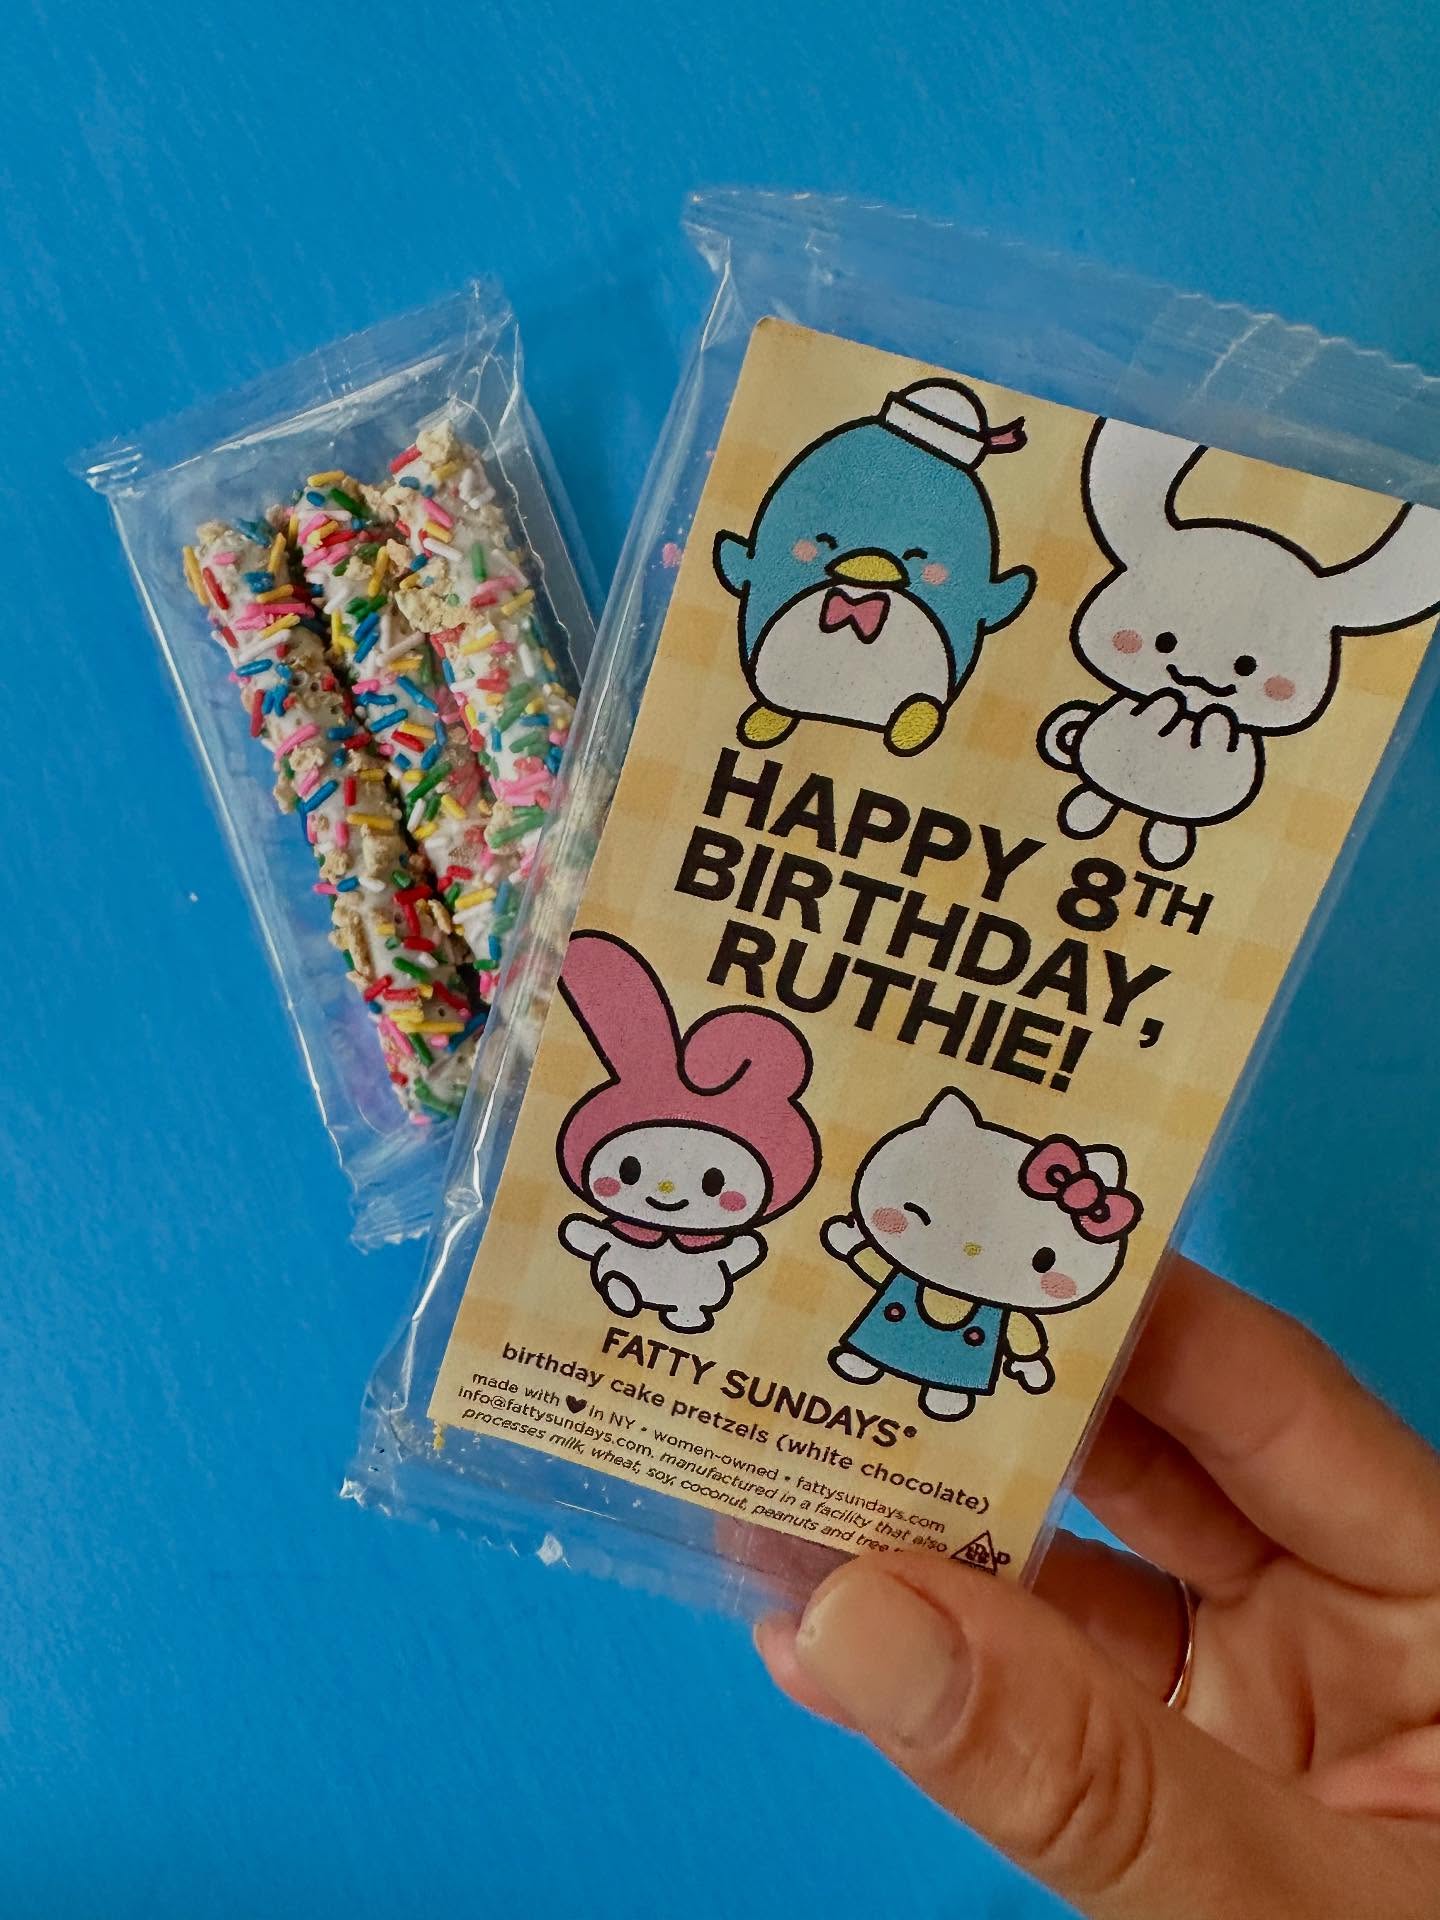 HAPPY 8TH
BIRTHDAY,
RUTHIE!
FATTY SUNDAYS®
birthday cake pretzels (white chocolate)
made with ♥ in NY • women-owned • fattysundays.com
info@fattysundays.com. manufactured in a facility that also
processes milk, wheat, soy, coconut, peanuts and tree
D